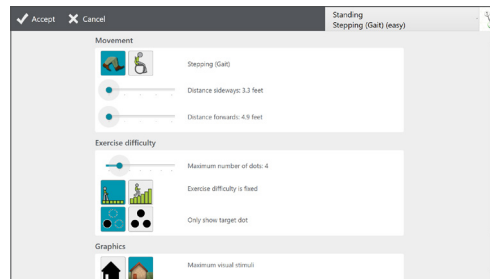 Accept
Cancel
Standing
Stepping (Gait) (easy)
Movement
Stepping (Gait)
Distance sideways: 3.3 feet
Distance forwards: 4.9 feet
Exercise difficulty
Maximum number of dots: 4
Exercise difficulty is fixed
Only show target dot
Graphics
Maximum visual stimuli